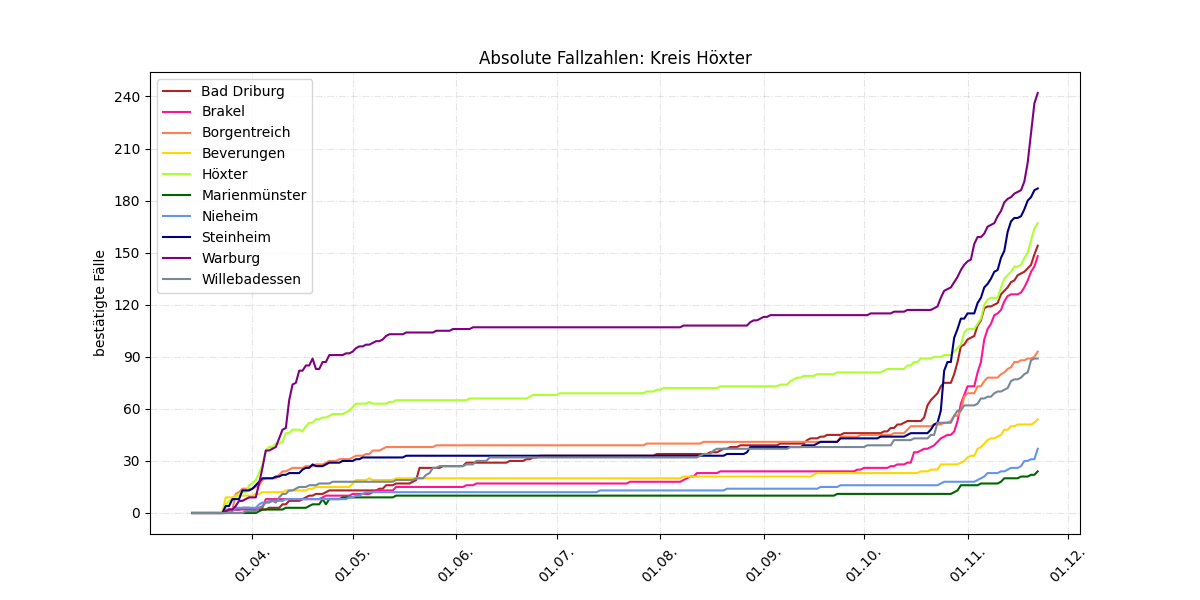 Absolute Fallzahlen: Kreis Höxter
bestätigte Fälle
240
210
180
150
120
90
60
30
0
Bad Driburg
Brakel
Borgentreich
Beverungen
Höxter
Marienmünster
Nieheim
Steinheim
Warburg
Willebadessen
01.04.
01.05.
01.06.
01.07.
01.08.
01.09.
01.10.
01.11.
01.12.